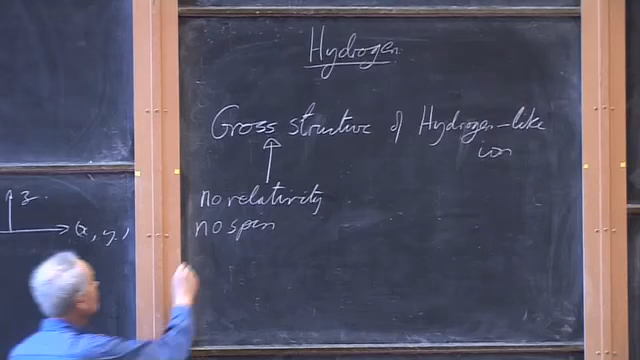 Hydrogen
Gross structure of Hydrogen-like
ion
no relativity
no spin
z
(x, y)